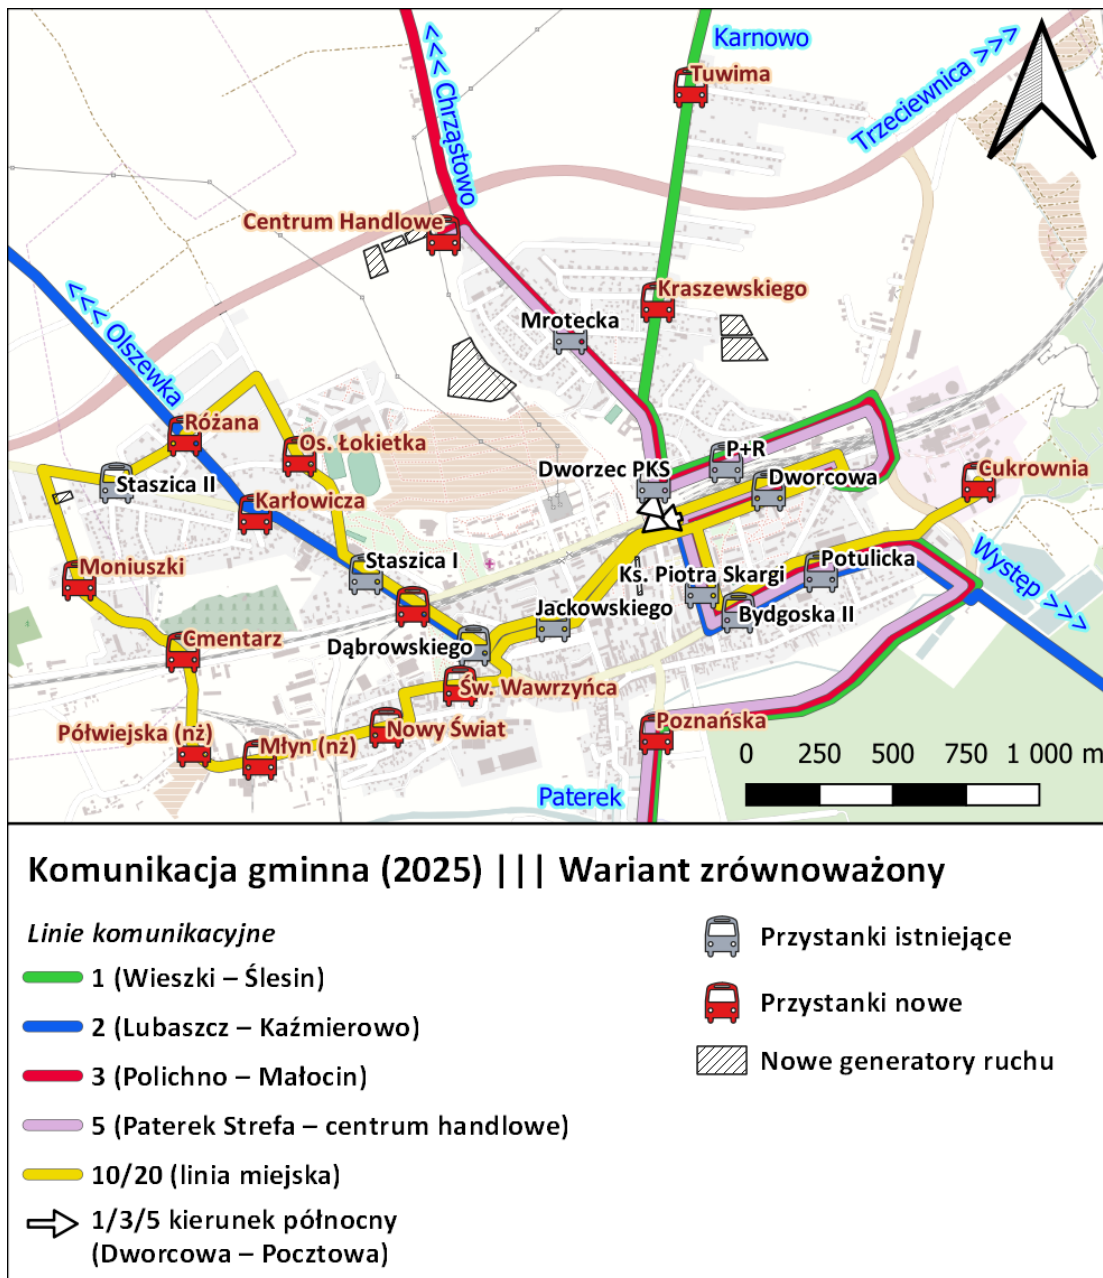 Karnowo
Tuwima
<<< Chrząstowo
Trzeciewnica >>>
Centrum Handlowe
Kraszewskiego
Mrotecka
<<< Olszewka
Różana
Os. Łokietka
P+R
Dworzec PKS
Dworcowa
Cukrownia
Staszica II
Karłowicza
Staszica I
Potulicka
Występ >>>
Moniuszki
Ks. Piotra Skargi
Jackowskiego
Bydgoska II
Cmentarz
Dąbrowskiego
Św. Wawrzyńca
Półwiejska (nż)
Młyn (nż)
Nowy Świat
Poznańska
0 250 500 750 1 000 m
Paterek
Komunikacja gminna (2025) ||| Wariant zrównoważony
Linie komunikacyjne
1 (Wieszki – Ślesin)
2 (Lubaszcz – Kaźmierowo)
3 (Polichno – Małocin)
5 (Paterek Strefa – centrum handlowe)
10/20 (linia miejska)
1/3/5 kierunek północny
(Dworcowa – Pocztowa)
Przystanki istniejące
Przystanki nowe
Nowe generatory ruchu